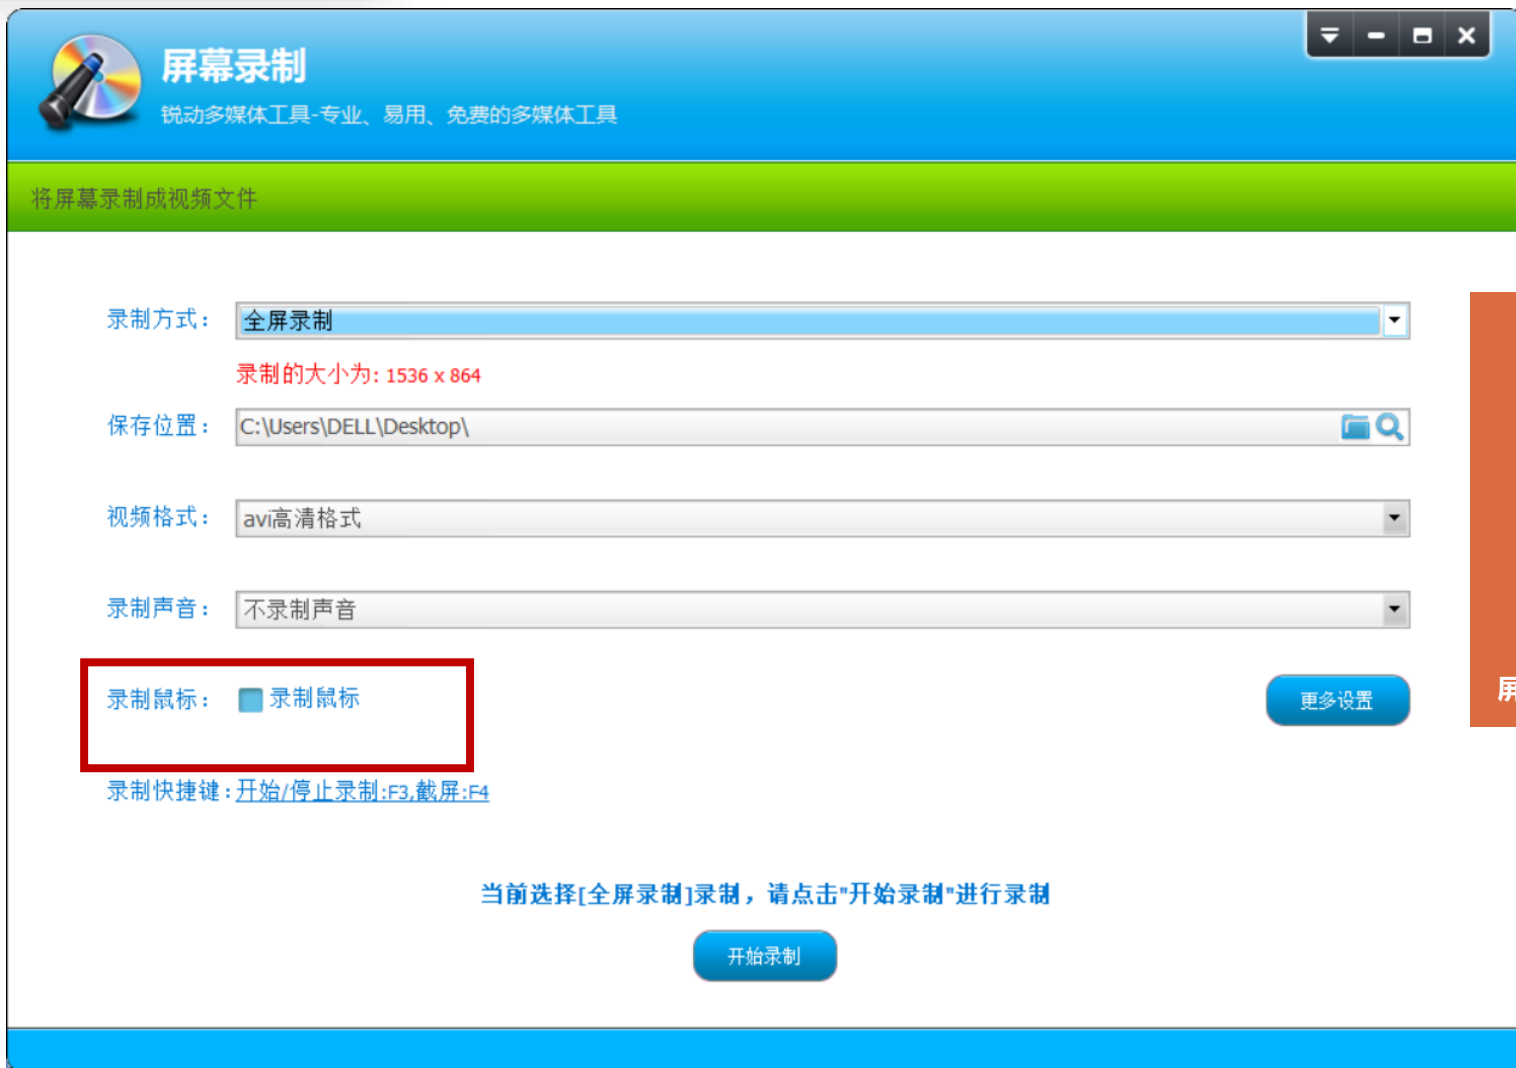 屏幕录制
锐动多媒体工具-专业、易用、免费的多媒体工具
将屏幕录制成视频文件
录制方式： 全屏录制
录制的大小为: 1536 x 864
保存位置： C:\Users\DELL\Desktop\
视频格式： avi高清格式
录制声音： 不录制声音
录制鼠标： 录制鼠标
更多设置
屏
录制快捷键：开始/停止录制:F3,截屏:F4
当前选择[全屏录制]录制，请点击"开始录制"进行录制
开始录制